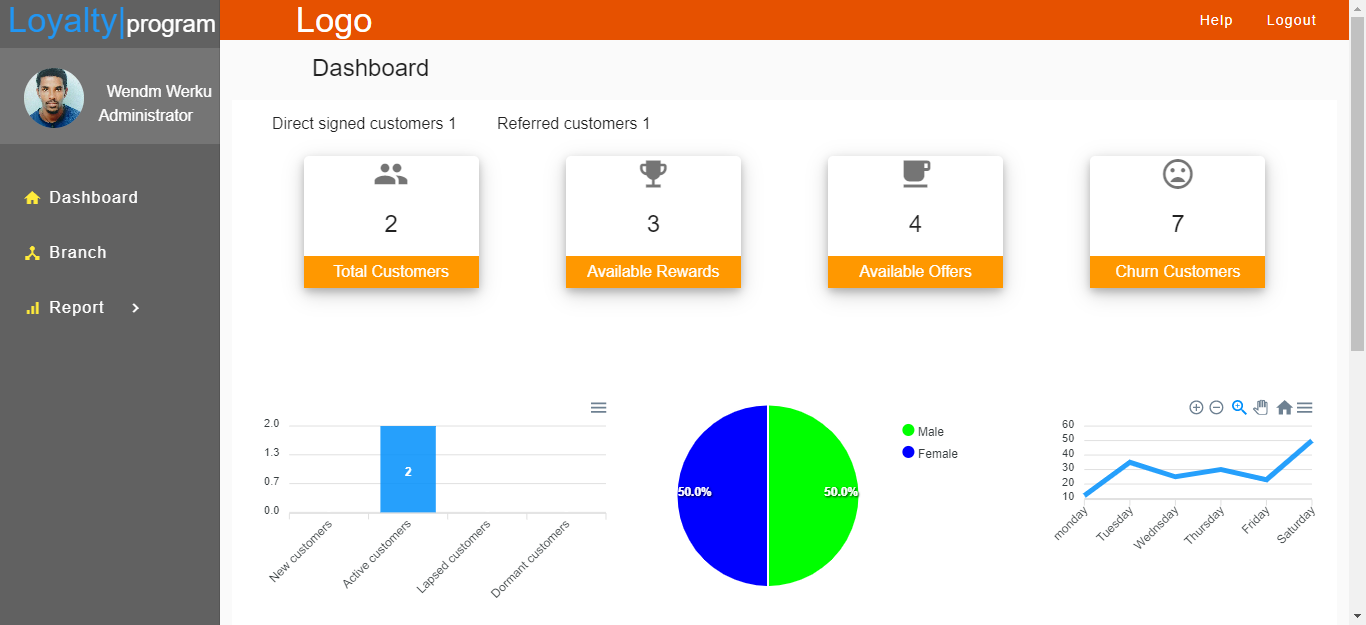 Loyalty|program
Logo
Help
Logout
Wendm Werku
Administrator
Dashboard
Branch
Report
Dashboard
Direct signed customers 1
Referred customers 1
2
Total Customers
3
Available Rewards
4
Available Offers
7
Churn Customers
2.0
1.3
0.7
0.0
2
New customers
Active customers
Lapsed customers
Dormant customers
50.0%
50.0%
Male
Female
60
50
40
30
20
10
monday
Tuesday
Wednsday
Thursday
Friday
Saturday